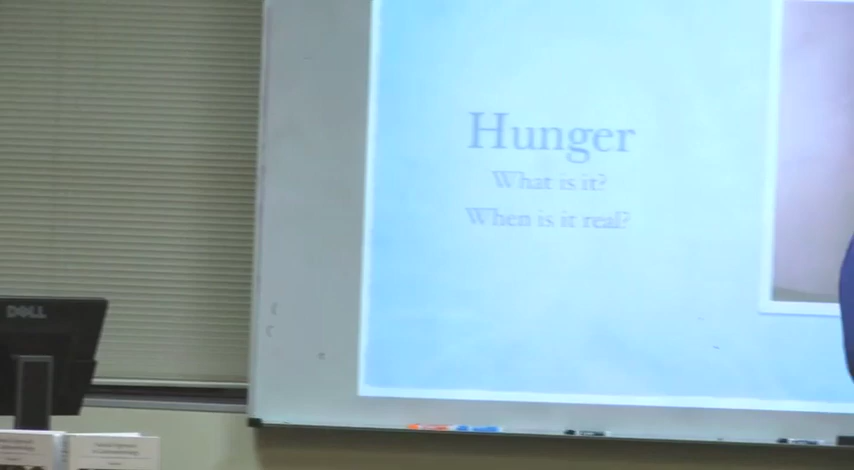 Hunger
What is it?
When is it real?
DELL